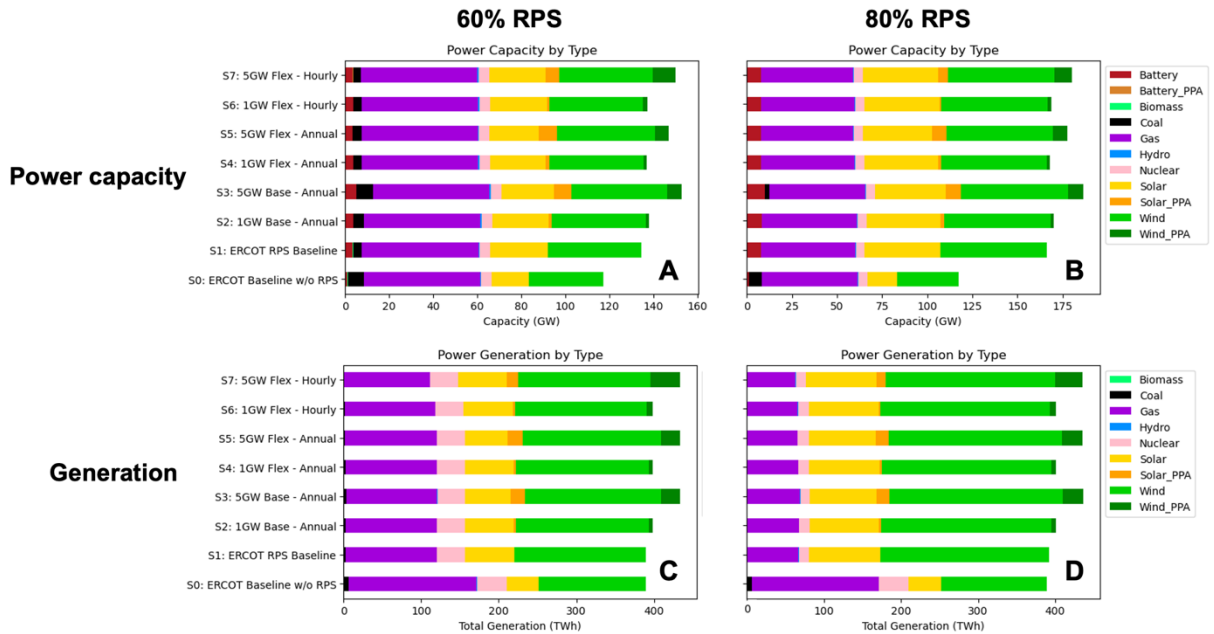 60% RPS
80% RPS
Power capacity
Power Capacity by Type
S7: 5GW Flex - Hourly
S6: 1GW Flex - Hourly
S5: 5GW Flex - Annual
S4: 1GW Flex - Annual
S3: 5GW Base - Annual
S2: 1GW Base - Annual
S1: ERCOT RPS Baseline
S0: ERCOT Baseline w/o RPS
A
0 20 40 60 80 100 120 140 160
Capacity (GW)
Power Capacity by Type
B
0 25 50 75 100 125 150 175
Capacity (GW)
Battery
Battery_PPA
Biomass
Coal
Gas
Hydro
Nuclear
Solar
Solar_PPA
Wind
Wind_PPA
Generation
Power Generation by Type
S7: 5GW Flex - Hourly
S6: 1GW Flex - Hourly
S5: 5GW Flex - Annual
S4: 1GW Flex - Annual
S3: 5GW Base - Annual
S2: 1GW Base - Annual
S1: ERCOT RPS Baseline
S0: ERCOT Baseline w/o RPS
C
0 100 200 300 400
Total Generation (TWh)
Power Generation by Type
D
0 100 200 300 400
Total Generation (TWh)
Biomass
Coal
Gas
Hydro
Nuclear
Solar
Solar_PPA
Wind
Wind_PPA